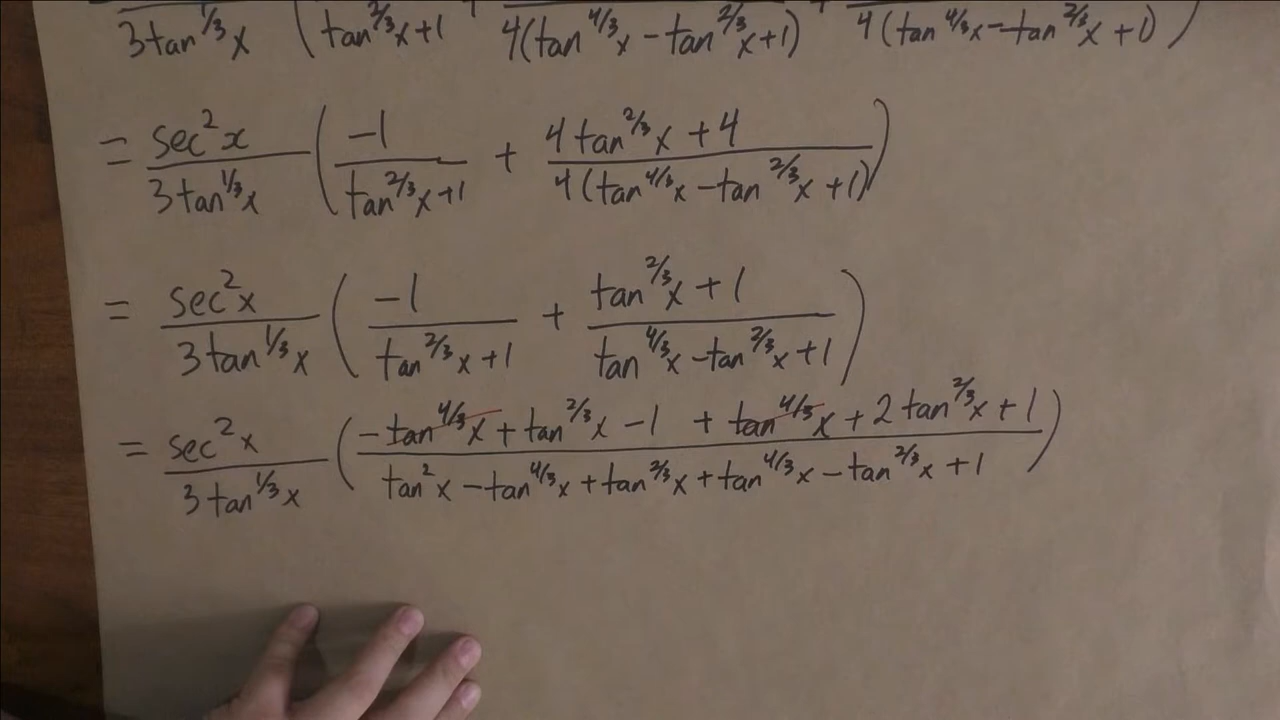 3tan^1/3 x (tan^2/3 x+1 + 4(tan^4/3 x - tan^2/3 x+1) + 4(tan^4/3 x - tan^2/3 x +1))
= sec^2 x / 3tan^1/3 x (-1 / tan^2/3 x+1 + 4tan^2/3 x + 4 / 4(tan^4/3 x - tan^2/3 x +1))
= sec^2 x / 3tan^1/3 x (-1 / tan^2/3 x+1 + tan^2/3 x + 1 / tan^4/3 x - tan^2/3 x +1)
= sec^2 x / 3tan^1/3 x (-tan^4/3 x + tan^2/3 x - 1 + tan^4/3 x + 2tan^2/3 x + 1 / tan^2 x - tan^4/3 x + tan^2/3 x + tan^4/3 x - tan^2/3 x + 1)